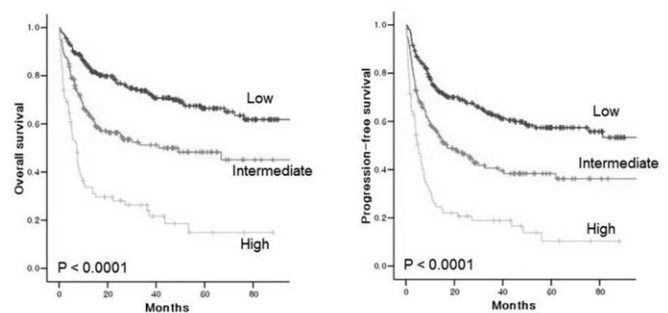 1.0
0.8
0.6
0.4
0.2
0.0
Overall survival
Low
Intermediate
High
P < 0.0001
0 20 40 60 80
Months
1.0
0.8
0.6
0.4
0.2
0.0
Progression-free survival
Low
Intermediate
High
P < 0.0001
0 20 40 60 80
Months